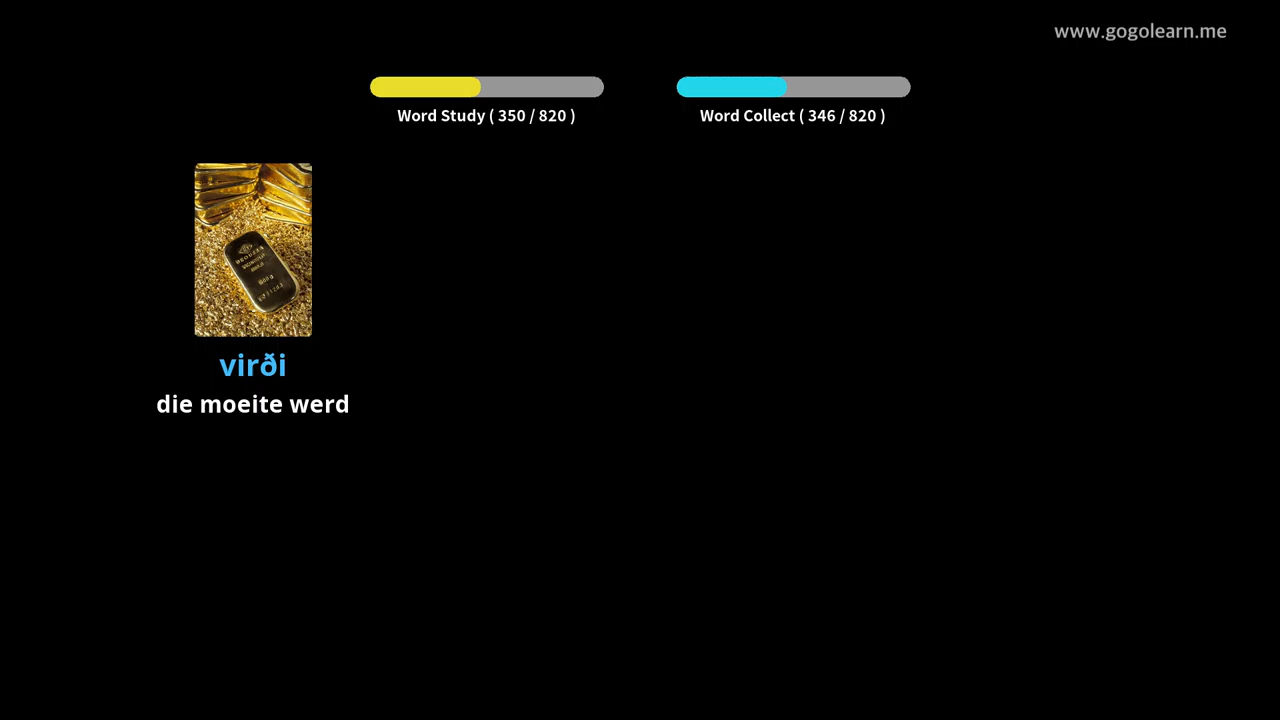 www.gogolearn.me
Word Study ( 350 / 820 )
Word Collect ( 346 / 820 )
virði
die moeite werd